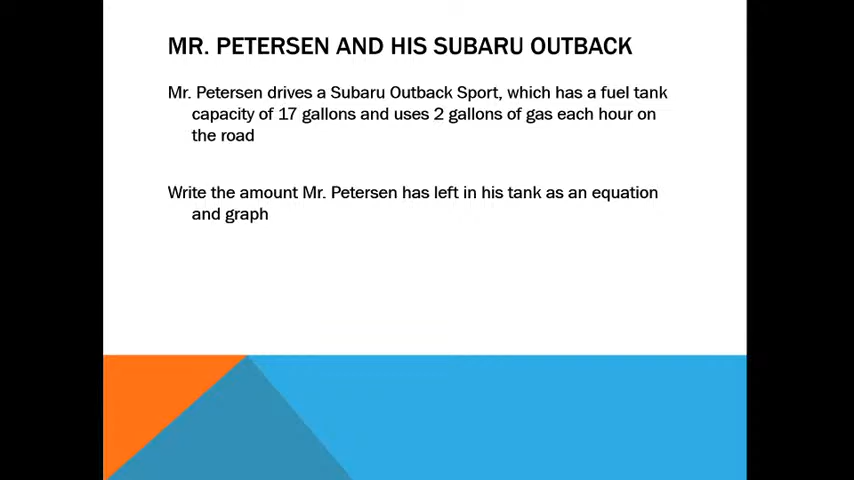 MR. PETERSEN AND HIS SUBARU OUTBACK
Mr. Petersen drives a Subaru Outback Sport, which has a fuel tank
capacity of 17 gallons and uses 2 gallons of gas each hour on
the road
Write the amount Mr. Petersen has left in his tank as an equation
and graph